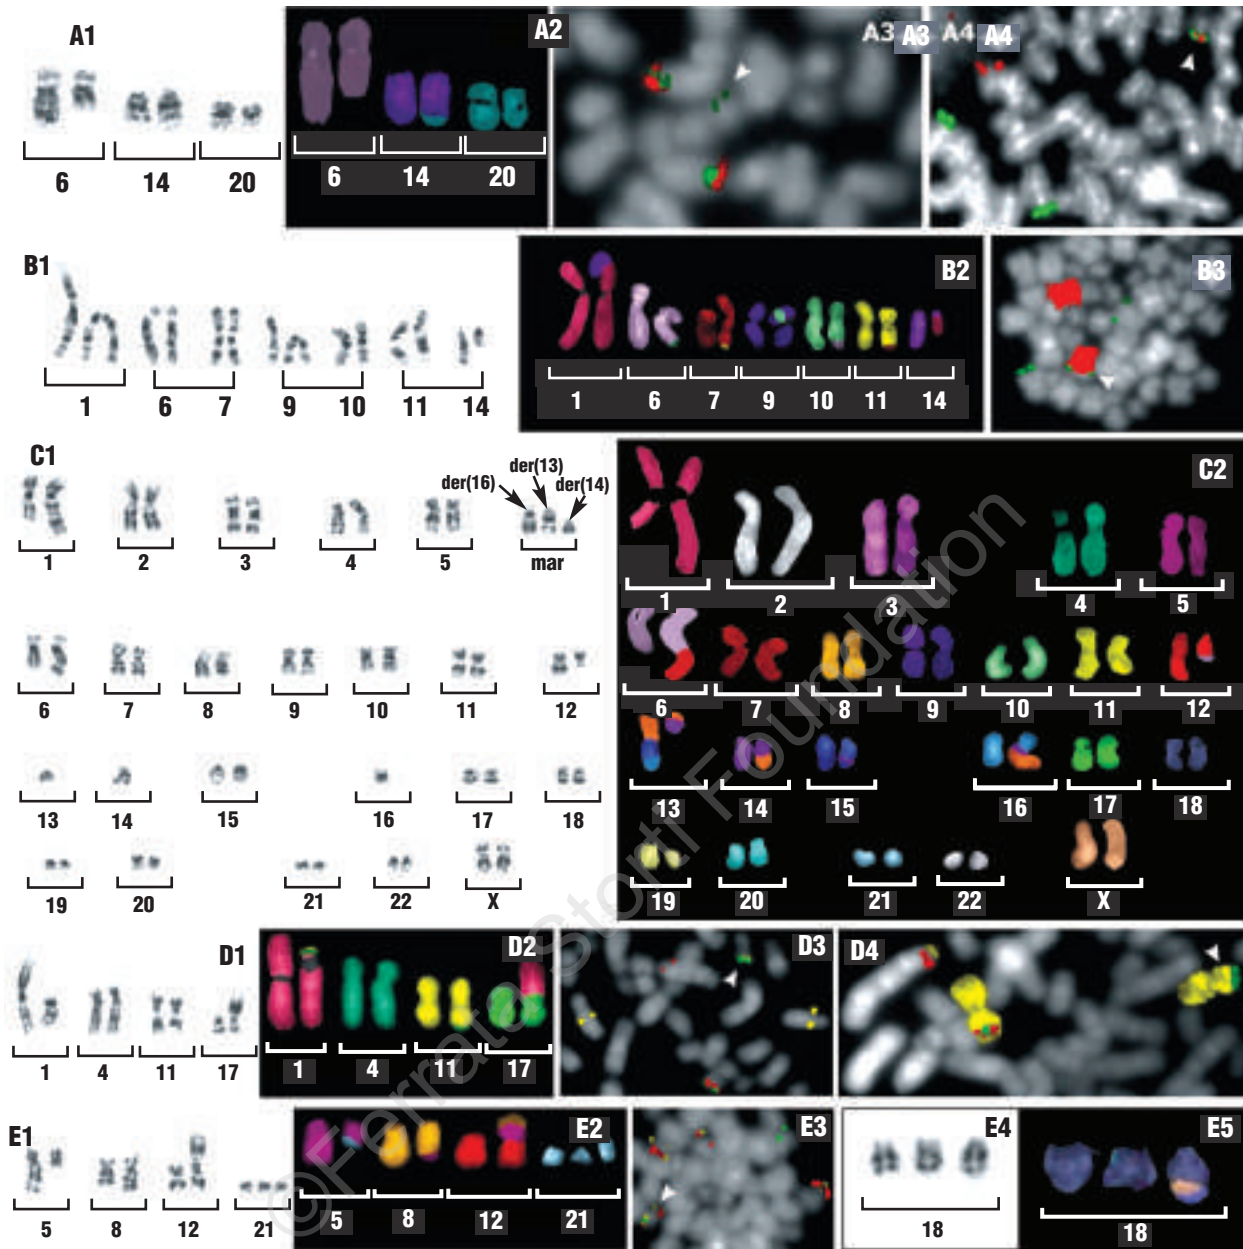 A1
6 14 20
A2
6 14 20
A3 A3
A4 A4
B1
1 6 7 9 10 11 14
B2
1 6 7 9 10 11 14
B3
C1
der(16) der(13) der(14)
1 2 3 4 5 mar
6 7 8 9 10 11 12
13 14 15 16 17 18
19 20 21 22 X
C2
1 2 3 4 5
6 7 8 9 10 11 12
13 14 15 16 17 18
19 20 21 22 X
D1
1 4 11 17
D2
1 4 11 17
D3
D4
E1
5 8 12 21
E2
5 8 12 21
E3
E4
18
E5
18
©Ferrata Storti Foundation